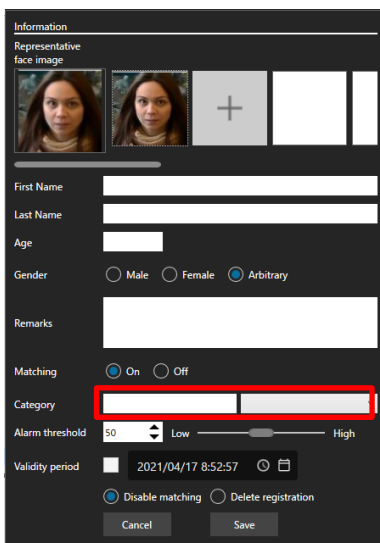 Information
Representative
face image
First Name
Last Name
Age
Gender Male Female Arbitrary
Remarks
Matching On Off
Category
Alarm threshold 50 Low High
Validity period 2021/04/17 8:52:57
Disable matching Delete registration
Cancel Save